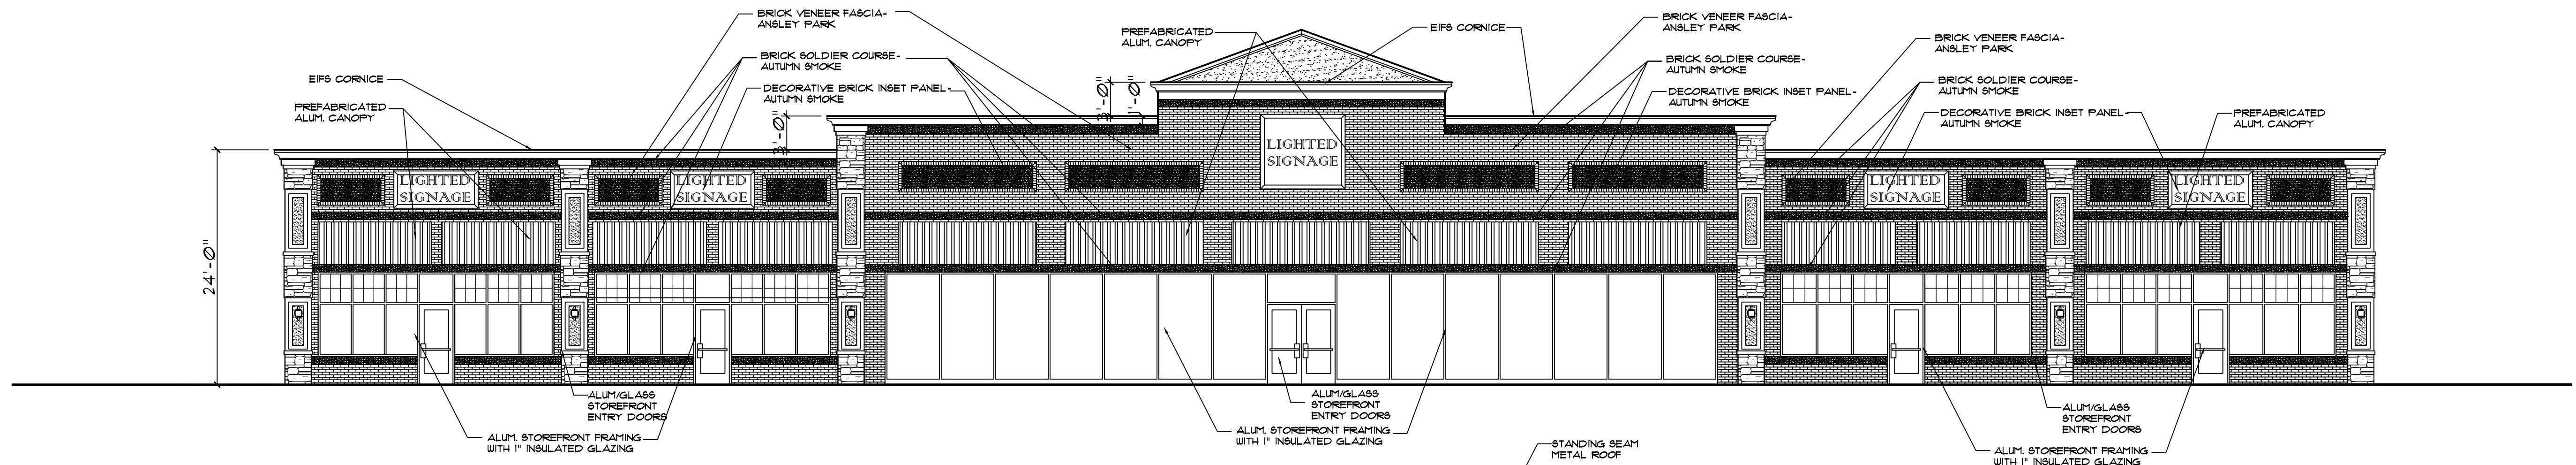 BRICK VENEER FASCIA-
ANSLEY PARK
BRICK SOLDIER COURSE-
AUTUMN SMOKE
DECORATIVE BRICK INSET PANEL-
AUTUMN SMOKE
EIFS CORNICE
PREFABRICATED
ALUM. CANOPY
PREFABRICATED
ALUM. CANOPY
EIFS CORNICE
BRICK VENEER FASCIA-
ANSLEY PARK
BRICK SOLDIER COURSE-
AUTUMN SMOKE
DECORATIVE BRICK INSET PANEL-
AUTUMN SMOKE
BRICK VENEER FASCIA-
ANSLEY PARK
BRICK SOLDIER COURSE-
AUTUMN SMOKE
DECORATIVE BRICK INSET PANEL-
AUTUMN SMOKE
PREFABRICATED
ALUM. CANOPY
3'-0"
3'-0"
1'-0"
24'-0"
LIGHTED
SIGNAGE
LIGHTED
SIGNAGE
LIGHTED
SIGNAGE
LIGHTED
SIGNAGE
LIGHTED
SIGNAGE
ALUM/GLASS
STOREFRONT
ENTRY DOORS
ALUM. STOREFRONT FRAMING
WITH 1" INSULATED GLAZING
ALUM/GLASS
STOREFRONT
ENTRY DOORS
ALUM. STOREFRONT FRAMING
WITH 1" INSULATED GLAZING
STANDING SEAM
METAL ROOF
ALUM/GLASS
STOREFRONT
ENTRY DOORS
ALUM. STOREFRONT FRAMING
WITH 1" INSULATED GLAZING